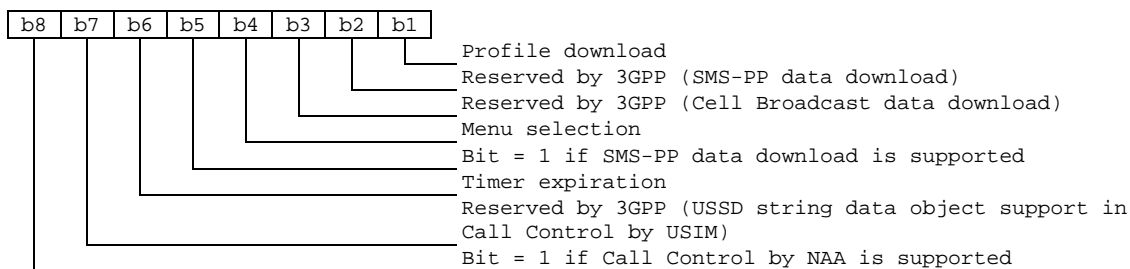 b8 b7 b6 b5 b4 b3 b2 b1
Profile download
Reserved by 3GPP (SMS-PP data download)
Reserved by 3GPP (Cell Broadcast data download)
Menu selection
Bit = 1 if SMS-PP data download is supported
Timer expiration
Reserved by 3GPP (USSD string data object support in
Call Control by USIM)
Bit = 1 if Call Control by NAA is supported